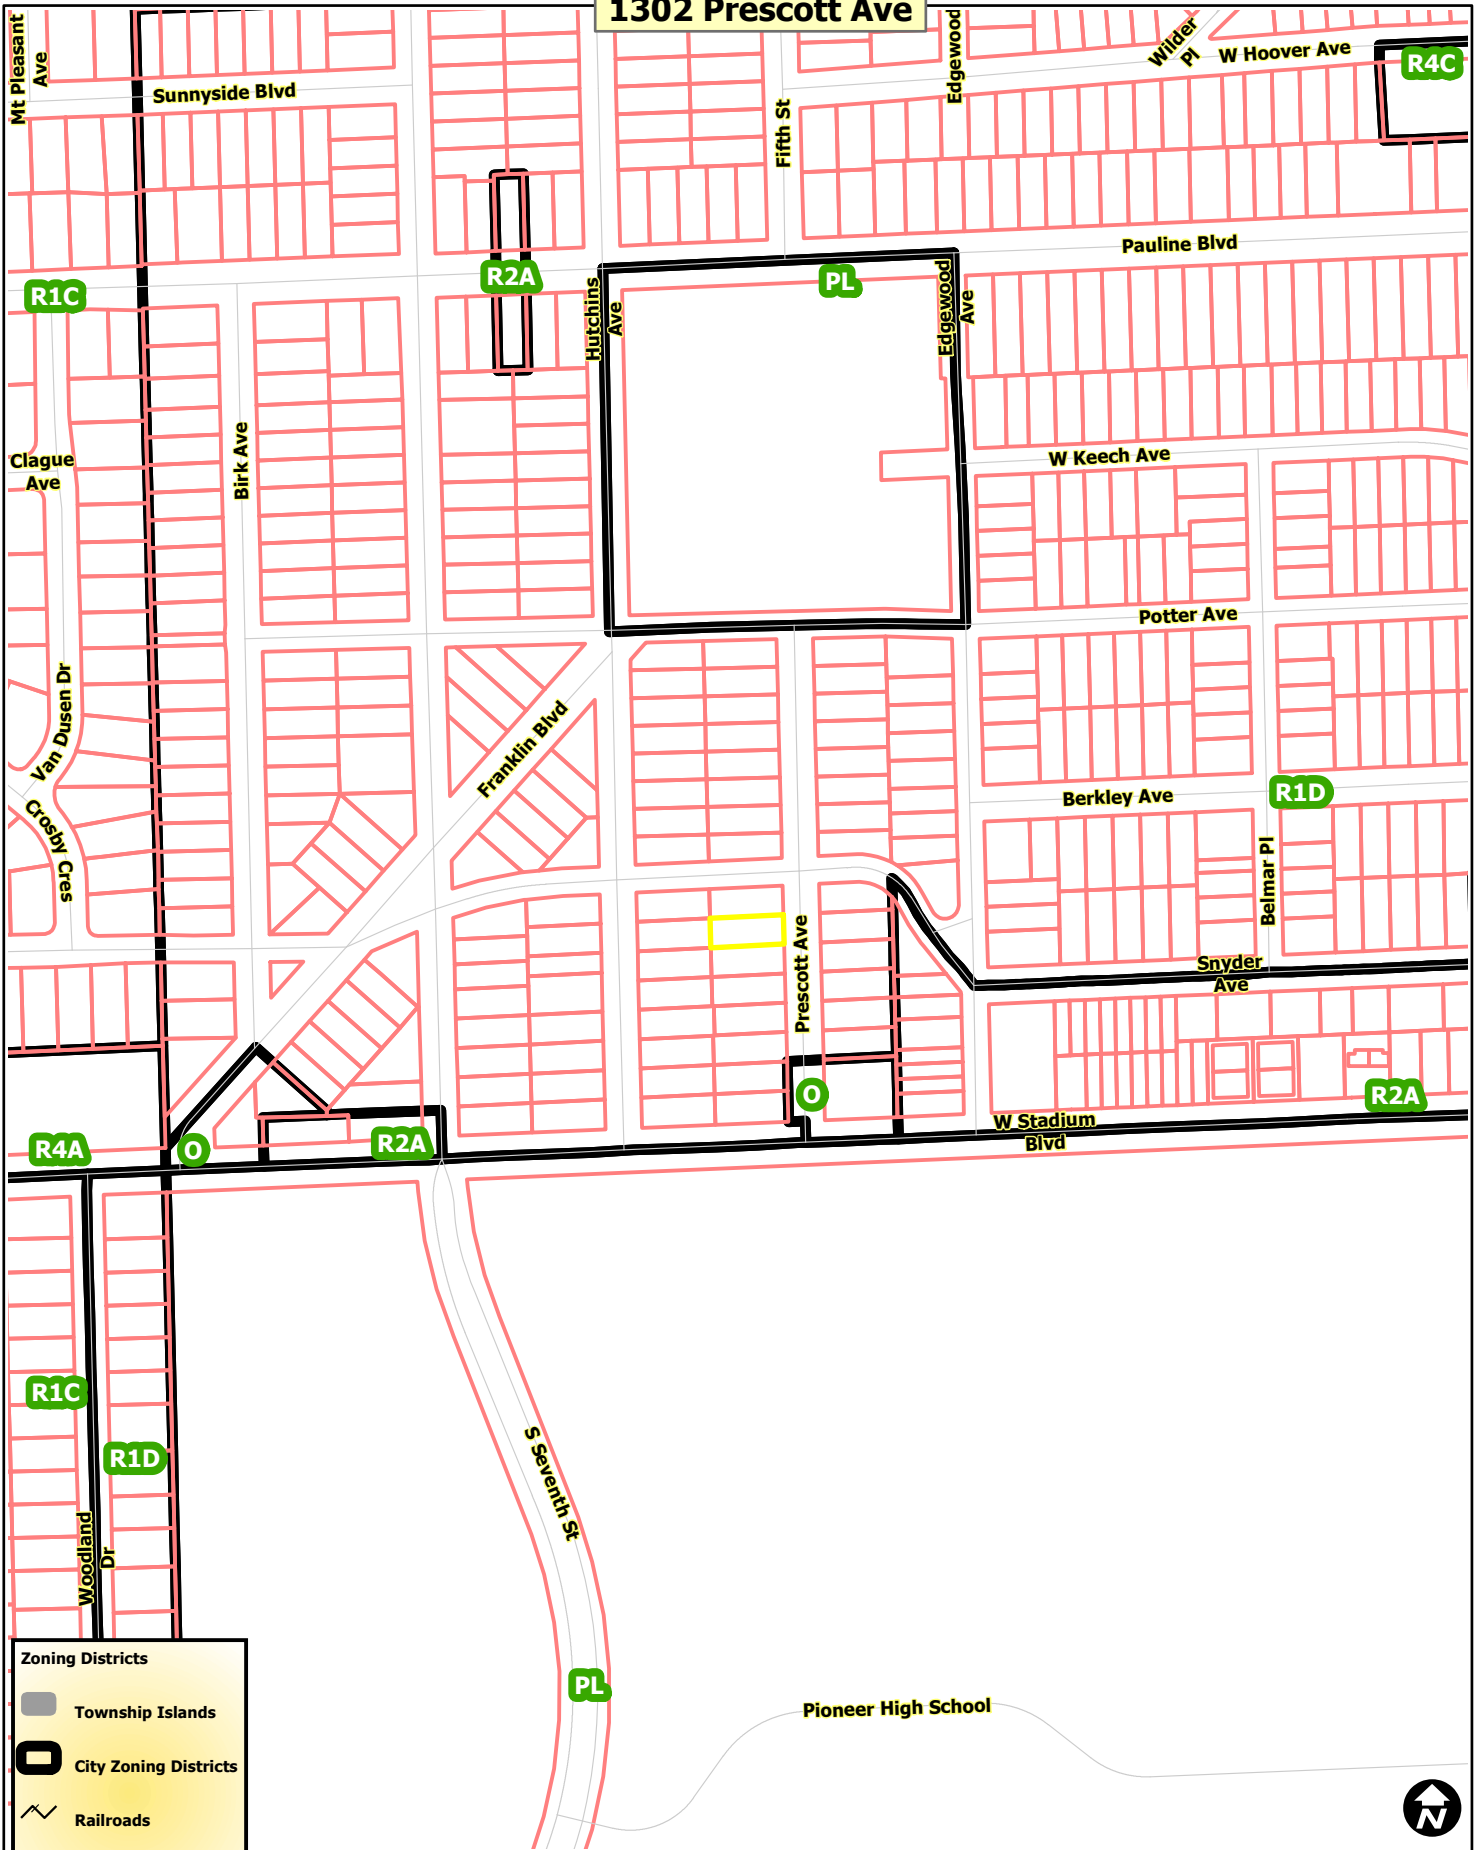 1302 Prescott Ave
Mt Pleasant
Ave
Sunnyside Blvd
Fifth St
Edgewood
Wilder
Pl
W Hoover Ave
R4C
Pauline Blvd
R1C
R2A
Hutchins
Ave
PL
Edgewood
Ave
Clague
Ave
Birk Ave
W Keech Ave
Potter Ave
Van Dusen Dr
Franklin Blvd
Crosby Cres
Berkley Ave
R1D
Belmar Pl
Prescott Ave
Snyder
Ave
O
R2A
W Stadium
Blvd
R4A
O
R2A
R1C
R1D
S Seventh St
Woodland
Dr
PL
Pioneer High School
Zoning Districts
Township Islands
City Zoning Districts
Railroads
N